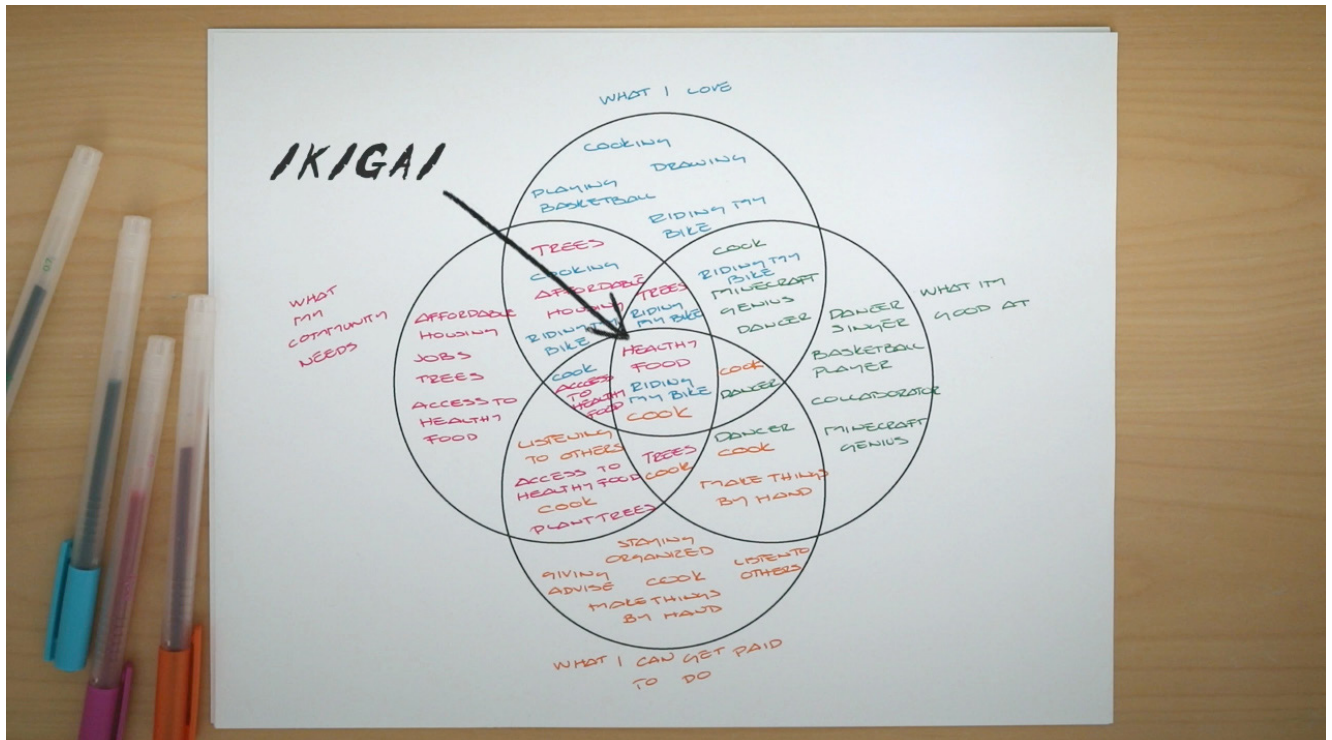 WHAT I LOVE
IKIGAI
COOKING
DRAWING
PLAYING
BASKETBALL
RIDING MY
BIKE
TREES
COOKING
AFFORDABLE
HOUSING
RIDING MY
BIKE
COOK
ACCESS
TO
HEALTHY
FOOD
TREES
RIDING
MY BIKE
COOK
RIDING MY
BIKE
MINECRAFT
GENIUS
DANCER
WHAT
MY
COMMUNITY
NEEDS
AFFORDABLE
HOUSING
JOBS
TREES
ACCESS TO
HEALTHY
FOOD
HEALTHY
FOOD
RIDING
MY BIKE
COOK
COOK
DANCER
WHAT I'M
GOOD AT
DANCER
SINGER
BASKETBALL
PLAYER
COLLABORATOR
MINECRAFT
GENIUS
LISTENING
TO OTHERS
ACCESS TO
HEALTHY FOOD
COOK
PLANT TREES
TREES
COOK
DANCER
COOK
MAKE THINGS
BY HAND
STAYING
ORGANIZED
GIVING
ADVISE
COOK
LISTEN TO
OTHERS
MAKE THINGS
BY HAND
WHAT I CAN GET PAID
TO DO